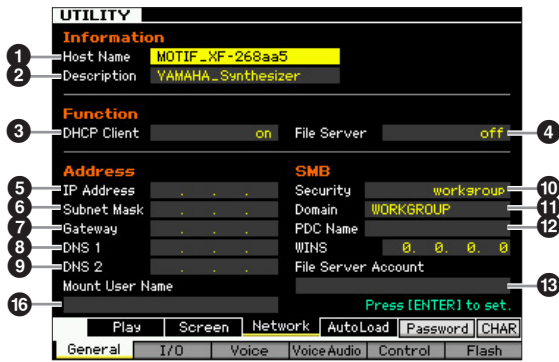 UTILITY
Information
1 Host Name MOTIF_XF-268aa5
2 Description YAMAHA_Synthesizer
Function
3 DHCP Client on File Server off 4
Address SMB
5 IP Address . . . Security workgroup 10
6 Subnet Mask . . . Domain WORKGROUP 11
7 Gateway . . . PDC Name 12
8 DNS 1 . . . WINS 0. 0. 0. 0
9 DNS 2 . . . File Server Account
Mount User Name 13
16 Press [ENTER] to set.
Play Screen Network AutoLoad Password CHAR
General I/O Voice Voice Audio Control Flash